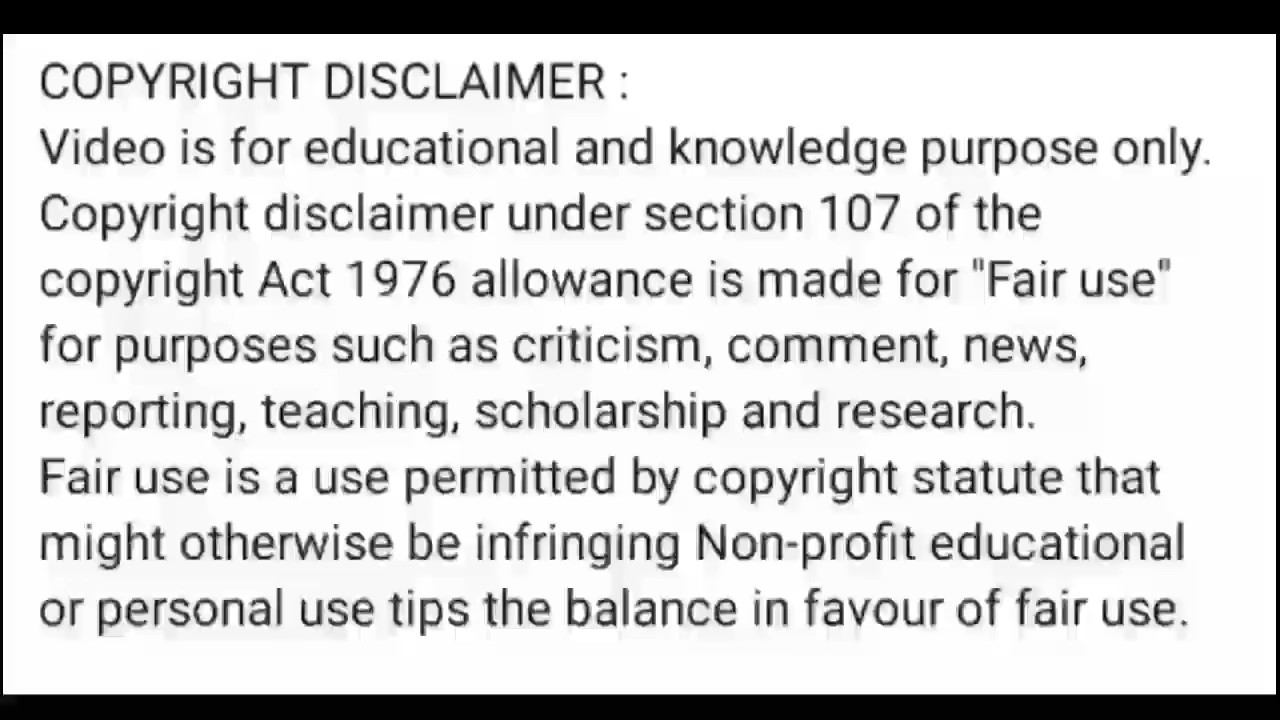 COPYRIGHT DISCLAIMER :
Video is for educational and knowledge purpose only.
Copyright disclaimer under section 107 of the
copyright Act 1976 allowance is made for "Fair use"
for purposes such as criticism, comment, news,
reporting, teaching, scholarship and research.
Fair use is a use permitted by copyright statute that
might otherwise be infringing Non-profit educational
or personal use tips the balance in favour of fair use.